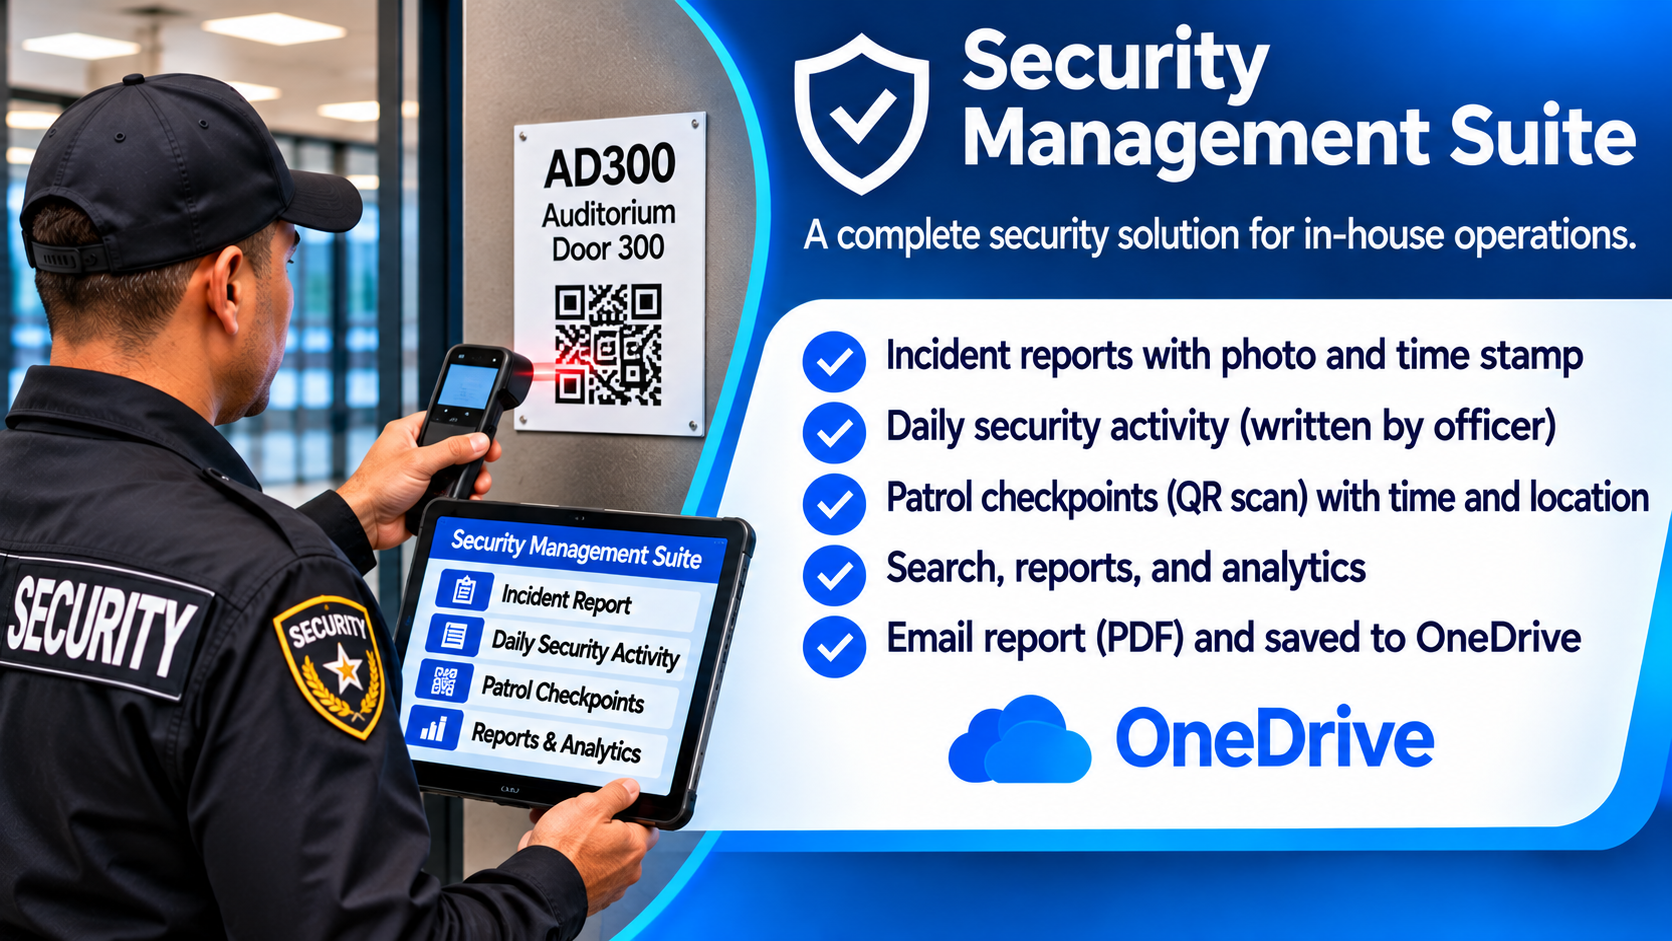 Security
Management Suite
A complete security solution for in-house operations.
Incident reports with photo and time stamp
Daily security activity (written by officer)
Patrol checkpoints (QR scan) with time and location
Search, reports, and analytics
Email report (PDF) and saved to OneDrive
OneDrive
AD300
Auditorium
Door 300
Security Management Suite
Incident Report
Daily Security Activity
Patrol Checkpoints
Reports & Analytics
SECURITY
SECURITY